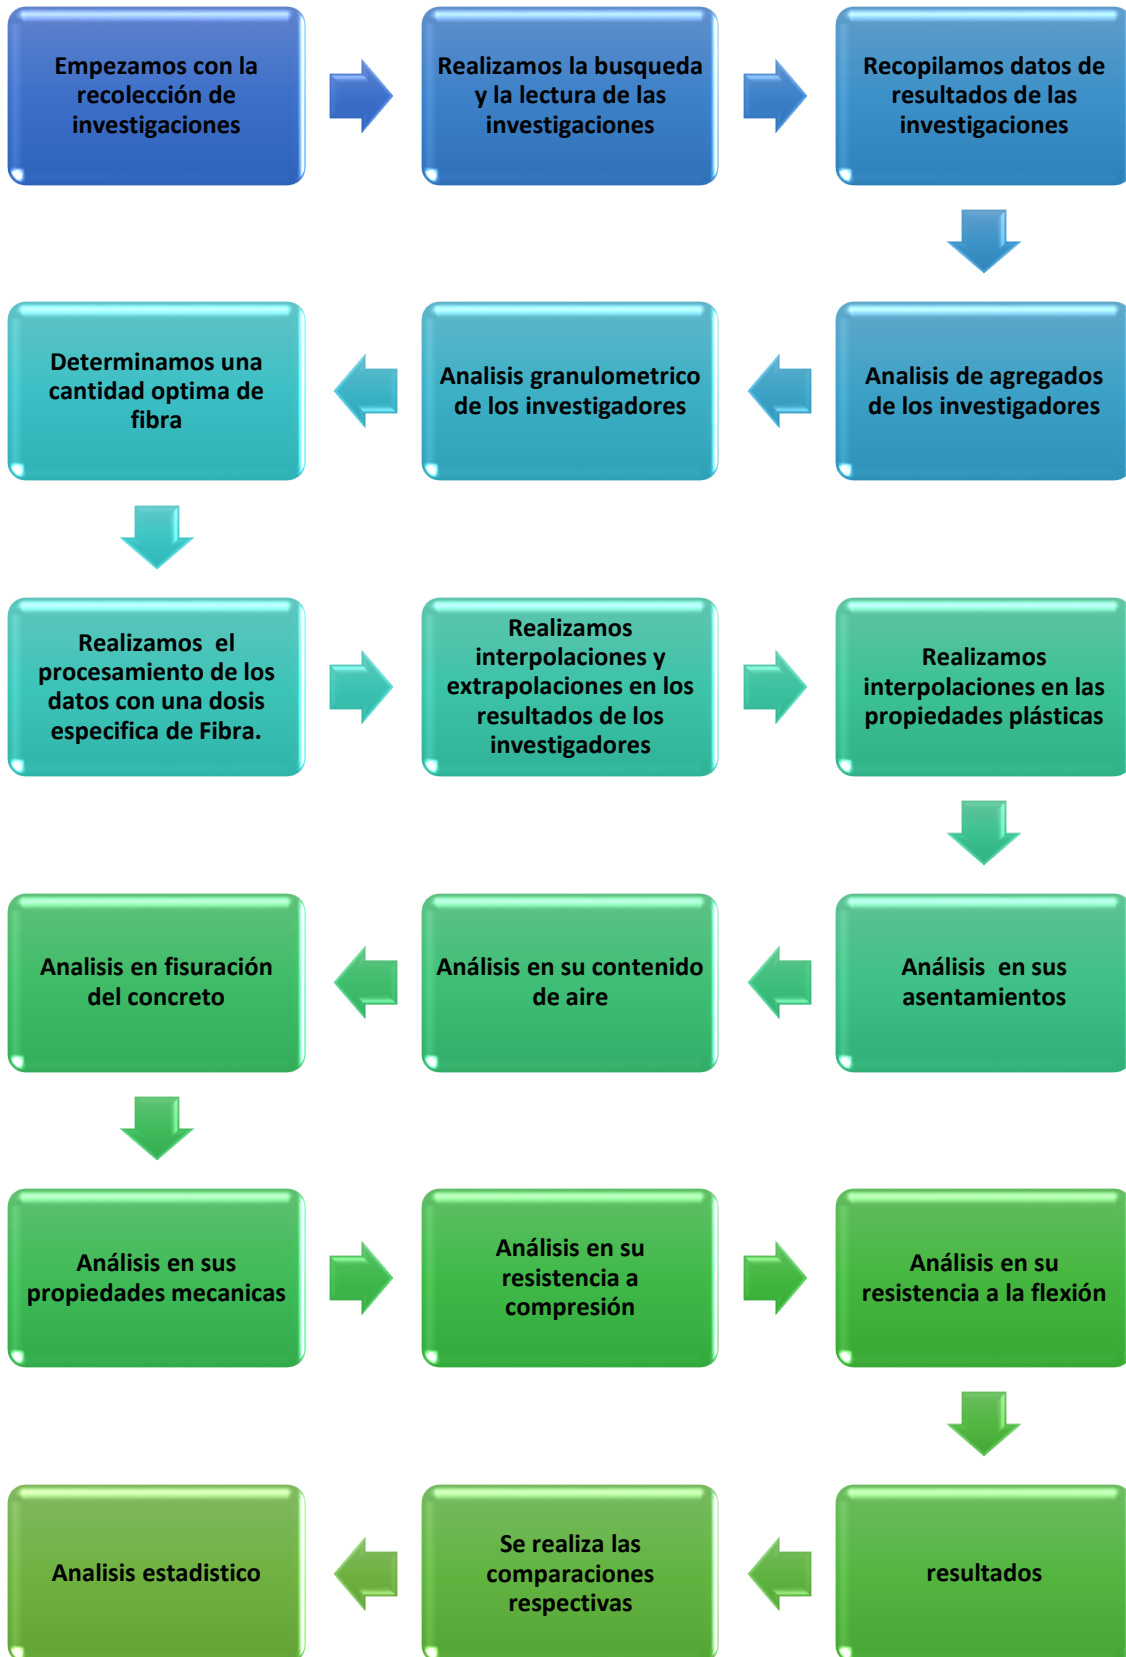 Empezamos con la
recolección de
investigaciones
Realizamos la busqueda
y la lectura de las
investigaciones
Recopilamos datos de
resultados de las
investigaciones
Analisis de agregados
de los investigadores
Analisis granulometrico
de los investigadores
Determinamos una
cantidad optima de
fibra
Realizamos  el
procesamiento de los
datos con una dosis
especifica de Fibra.
Realizamos
interpolaciones y
extrapolaciones en los
resultados de los
investigadores
Realizamos
interpolaciones en las
propiedades plásticas
Análisis  en sus
asentamientos
Análisis en su contenido
de aire
Analisis en fisuración
del concreto
Análisis en sus
propiedades mecanicas
Análisis en su
resistencia a
compresión
Análisis en su
resistencia a la flexión
resultados
Se realiza las
comparaciones
respectivas
Analisis estadistico